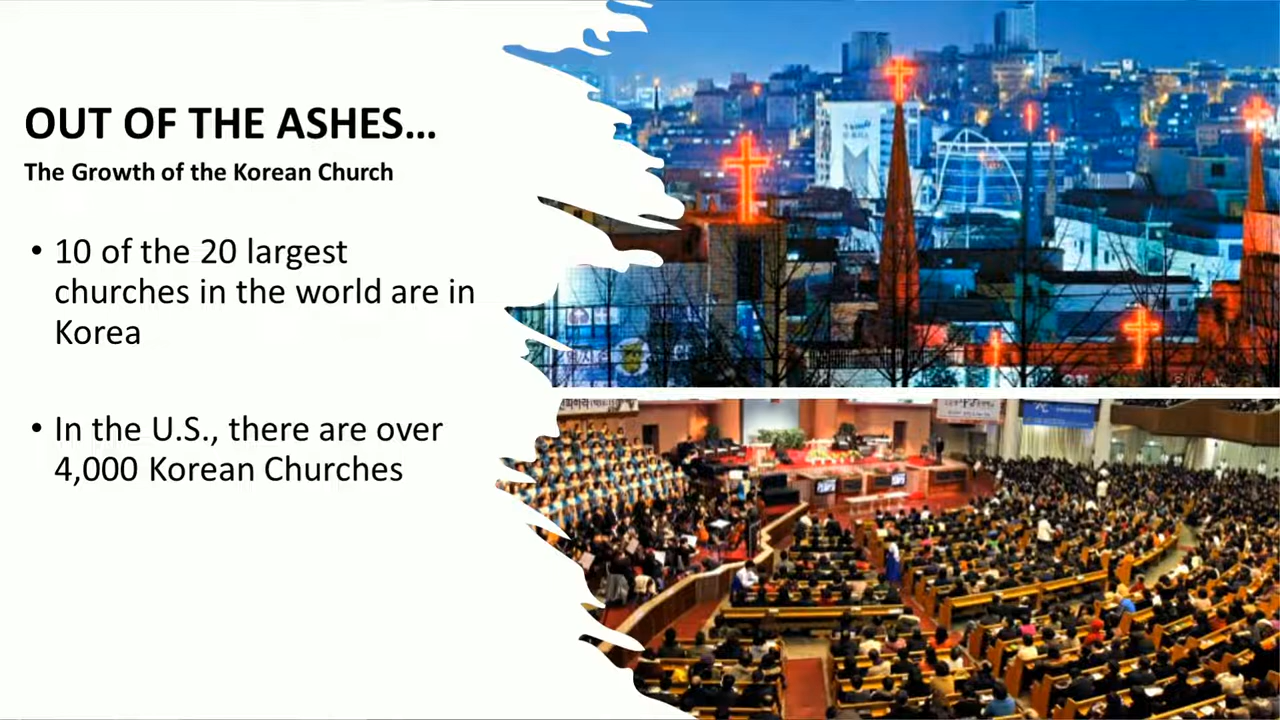 OUT OF THE ASHES...
The Growth of the Korean Church
• 10 of the 20 largest
churches in the world are in
Korea
• In the U.S., there are over
4,000 Korean Churches